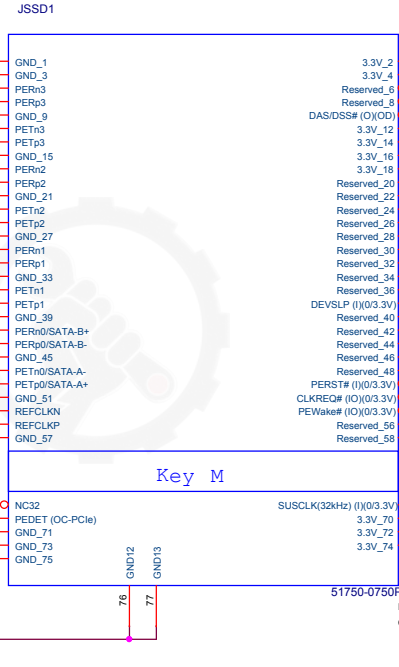 JSSD1
GND_1 3.3V_2
GND_3 3.3V_4
PERn3 Reserved_6
PERp3 Reserved_8
GND_9 DAS/DSS# (O)(OD)
PETn3 3.3V_12
PETp3 3.3V_14
GND_15 3.3V_16
PERn2 3.3V_18
PERp2 Reserved_20
GND_21 Reserved_22
PETn2 Reserved_24
PETp2 Reserved_26
GND_27 Reserved_28
PERn1 Reserved_30
PERp1 Reserved_32
GND_33 Reserved_34
PETn1 Reserved_36
PETp1 DEVSLP (I)(0/3.3V)
GND_39 Reserved_40
PERn0/SATA-B+ Reserved_42
PERp0/SATA-B- Reserved_44
GND_45 Reserved_46
PETn0/SATA-A- Reserved_48
PETp0/SATA-A+ PERST# (I)(0/3.3V)
GND_51 CLKREQ# (IO)(0/3.3V)
REFCLKN PEWake# (IO)(0/3.3V)
REFCLKP Reserved_56
GND_57 Reserved_58
Key M
NC32 SUSCLK(32kHz) (I)(0/3.3V)
PEDET (OC-PCIe) 3.3V_70
GND_71 3.3V_72
GND_73 3.3V_74
GND_75
GND12 GND13
76 77
51750-0750